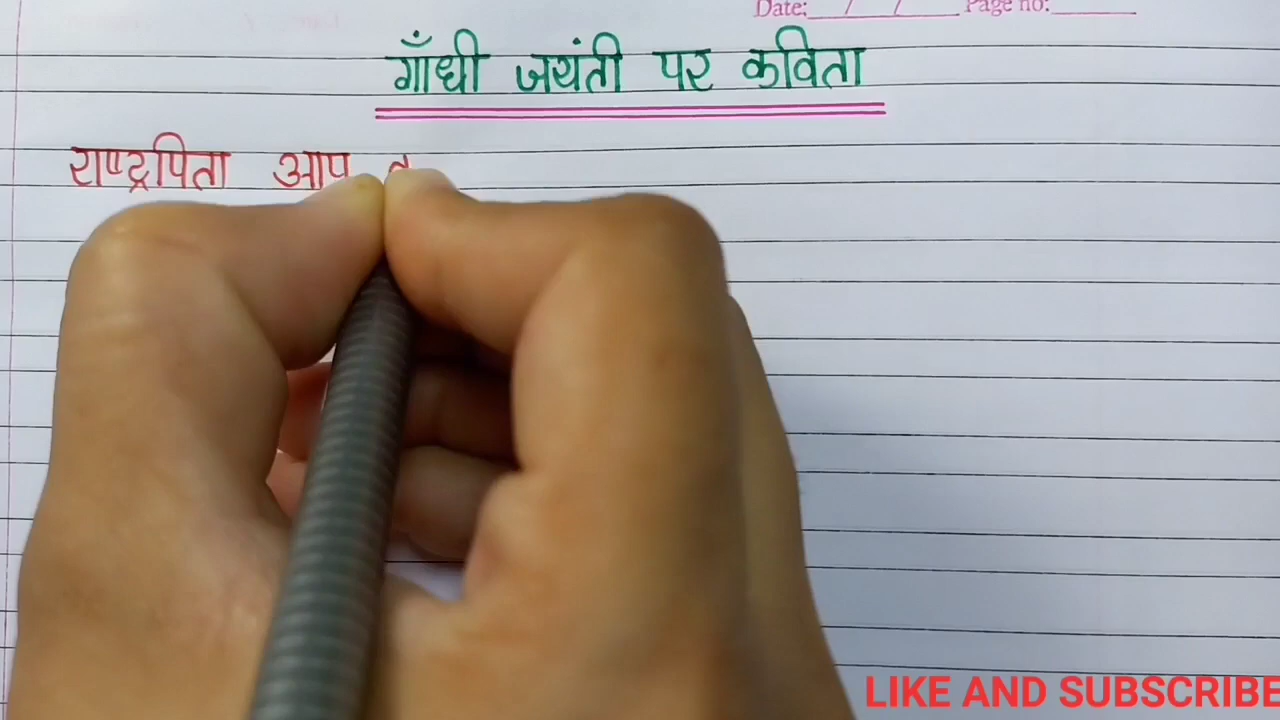 Date: / / Page no:
गाँधी जयंती पर कविता
राष्ट्रपिता आप
LIKE AND SUBSCRIBE